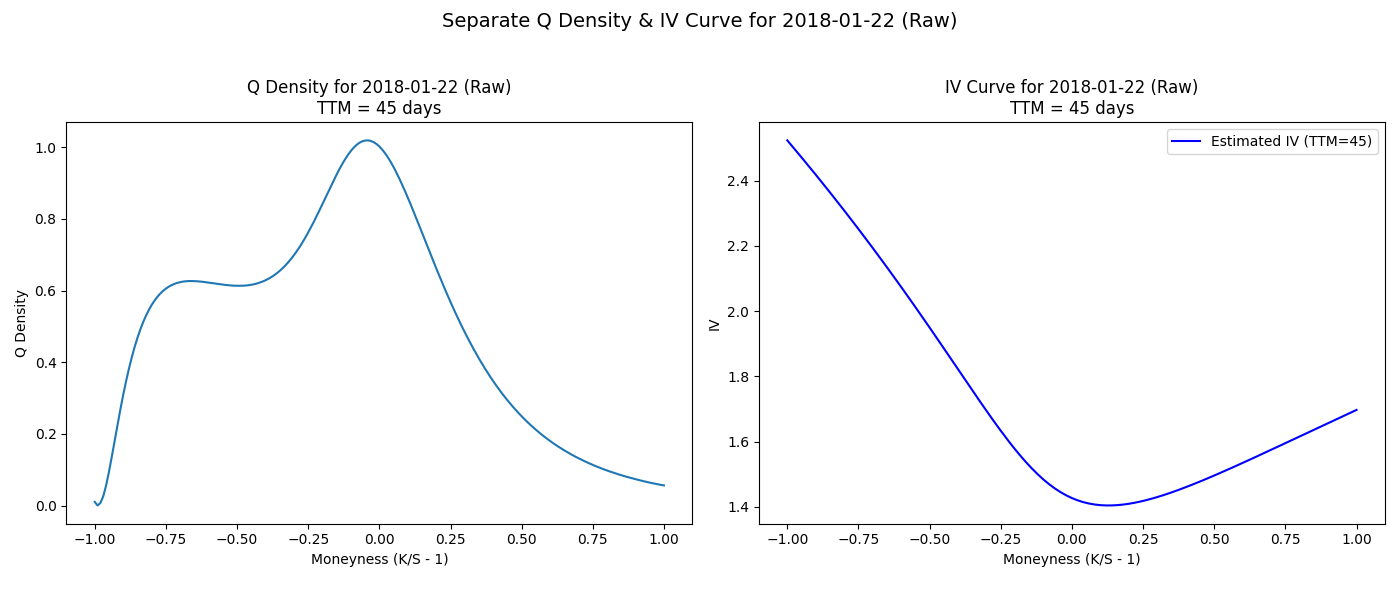 Separate Q Density & IV Curve for 2018-01-22 (Raw)
Q Density for 2018-01-22 (Raw)
TTM = 45 days
Q Density
1.0
0.8
0.6
0.4
0.2
0.0
−1.00 −0.75 −0.50 −0.25 0.00 0.25 0.50 0.75 1.00
Moneyness (K/S - 1)
IV Curve for 2018-01-22 (Raw)
TTM = 45 days
Estimated IV (TTM=45)
IV
2.4
2.2
2.0
1.8
1.6
1.4
−1.00 −0.75 −0.50 −0.25 0.00 0.25 0.50 0.75 1.00
Moneyness (K/S - 1)